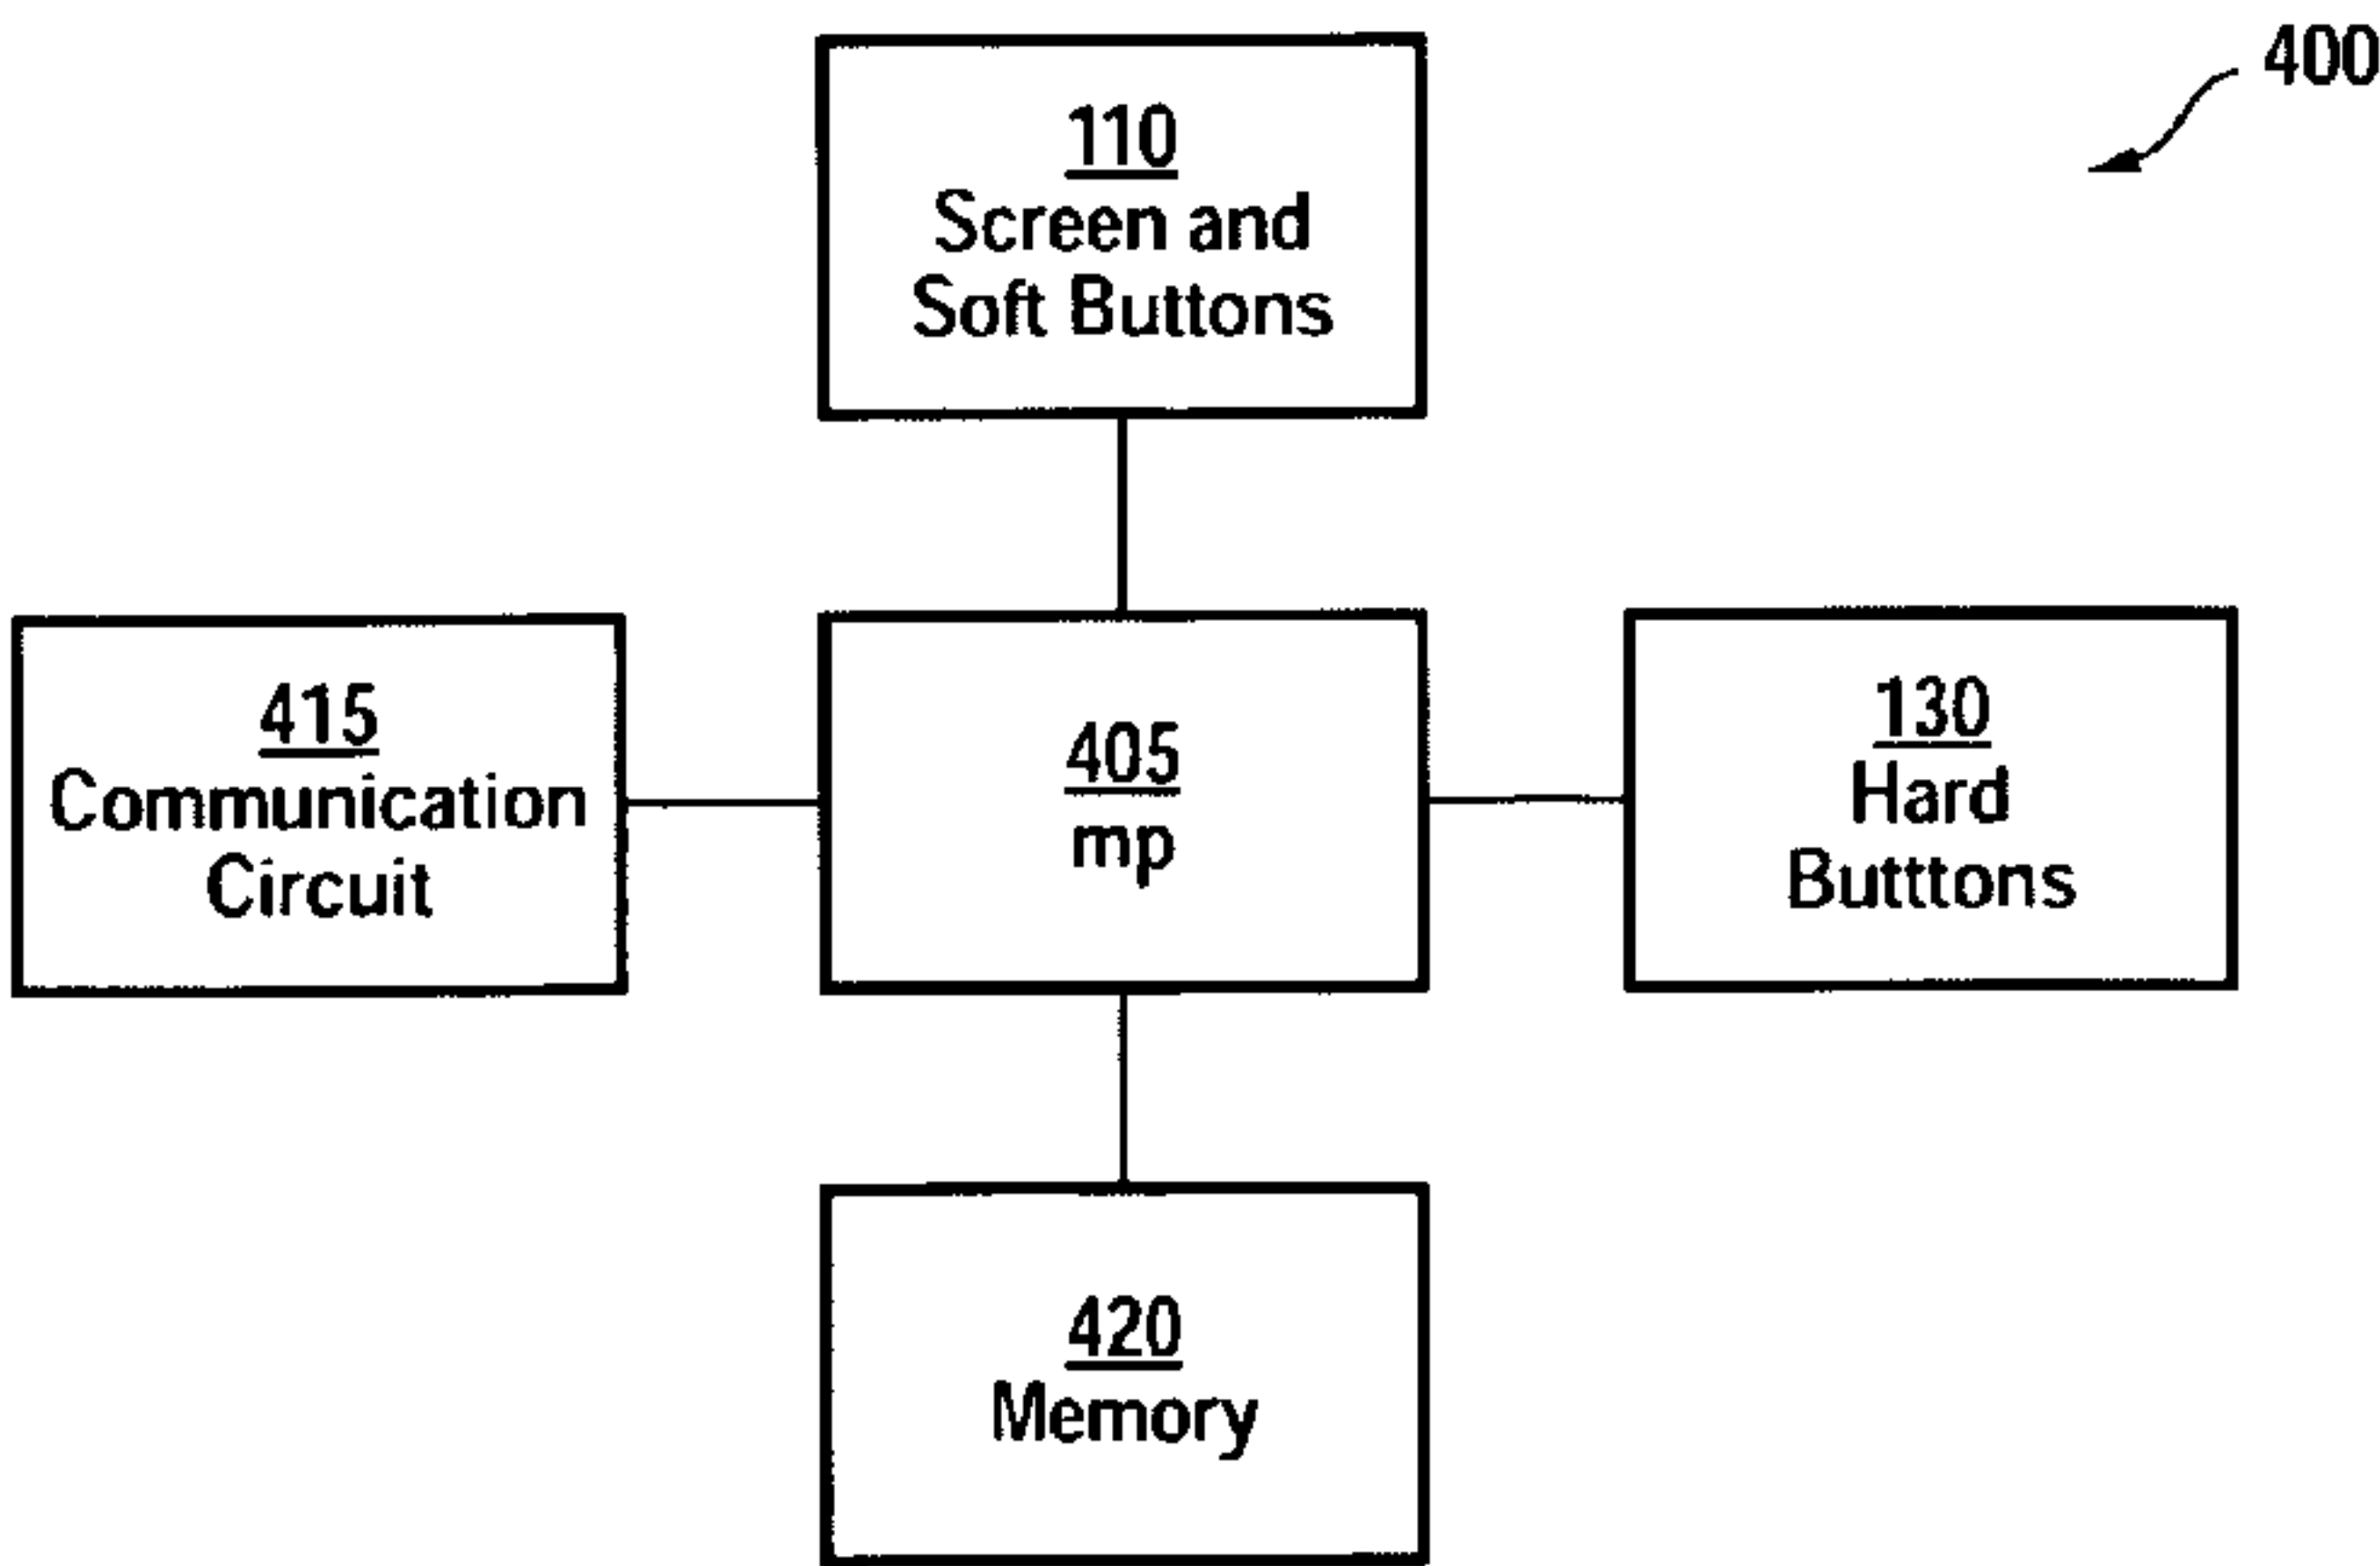 400
110
Screen and
Soft Buttons
415
Communication
Circuit
405
mp
130
Hard
Butttons
420
Memory